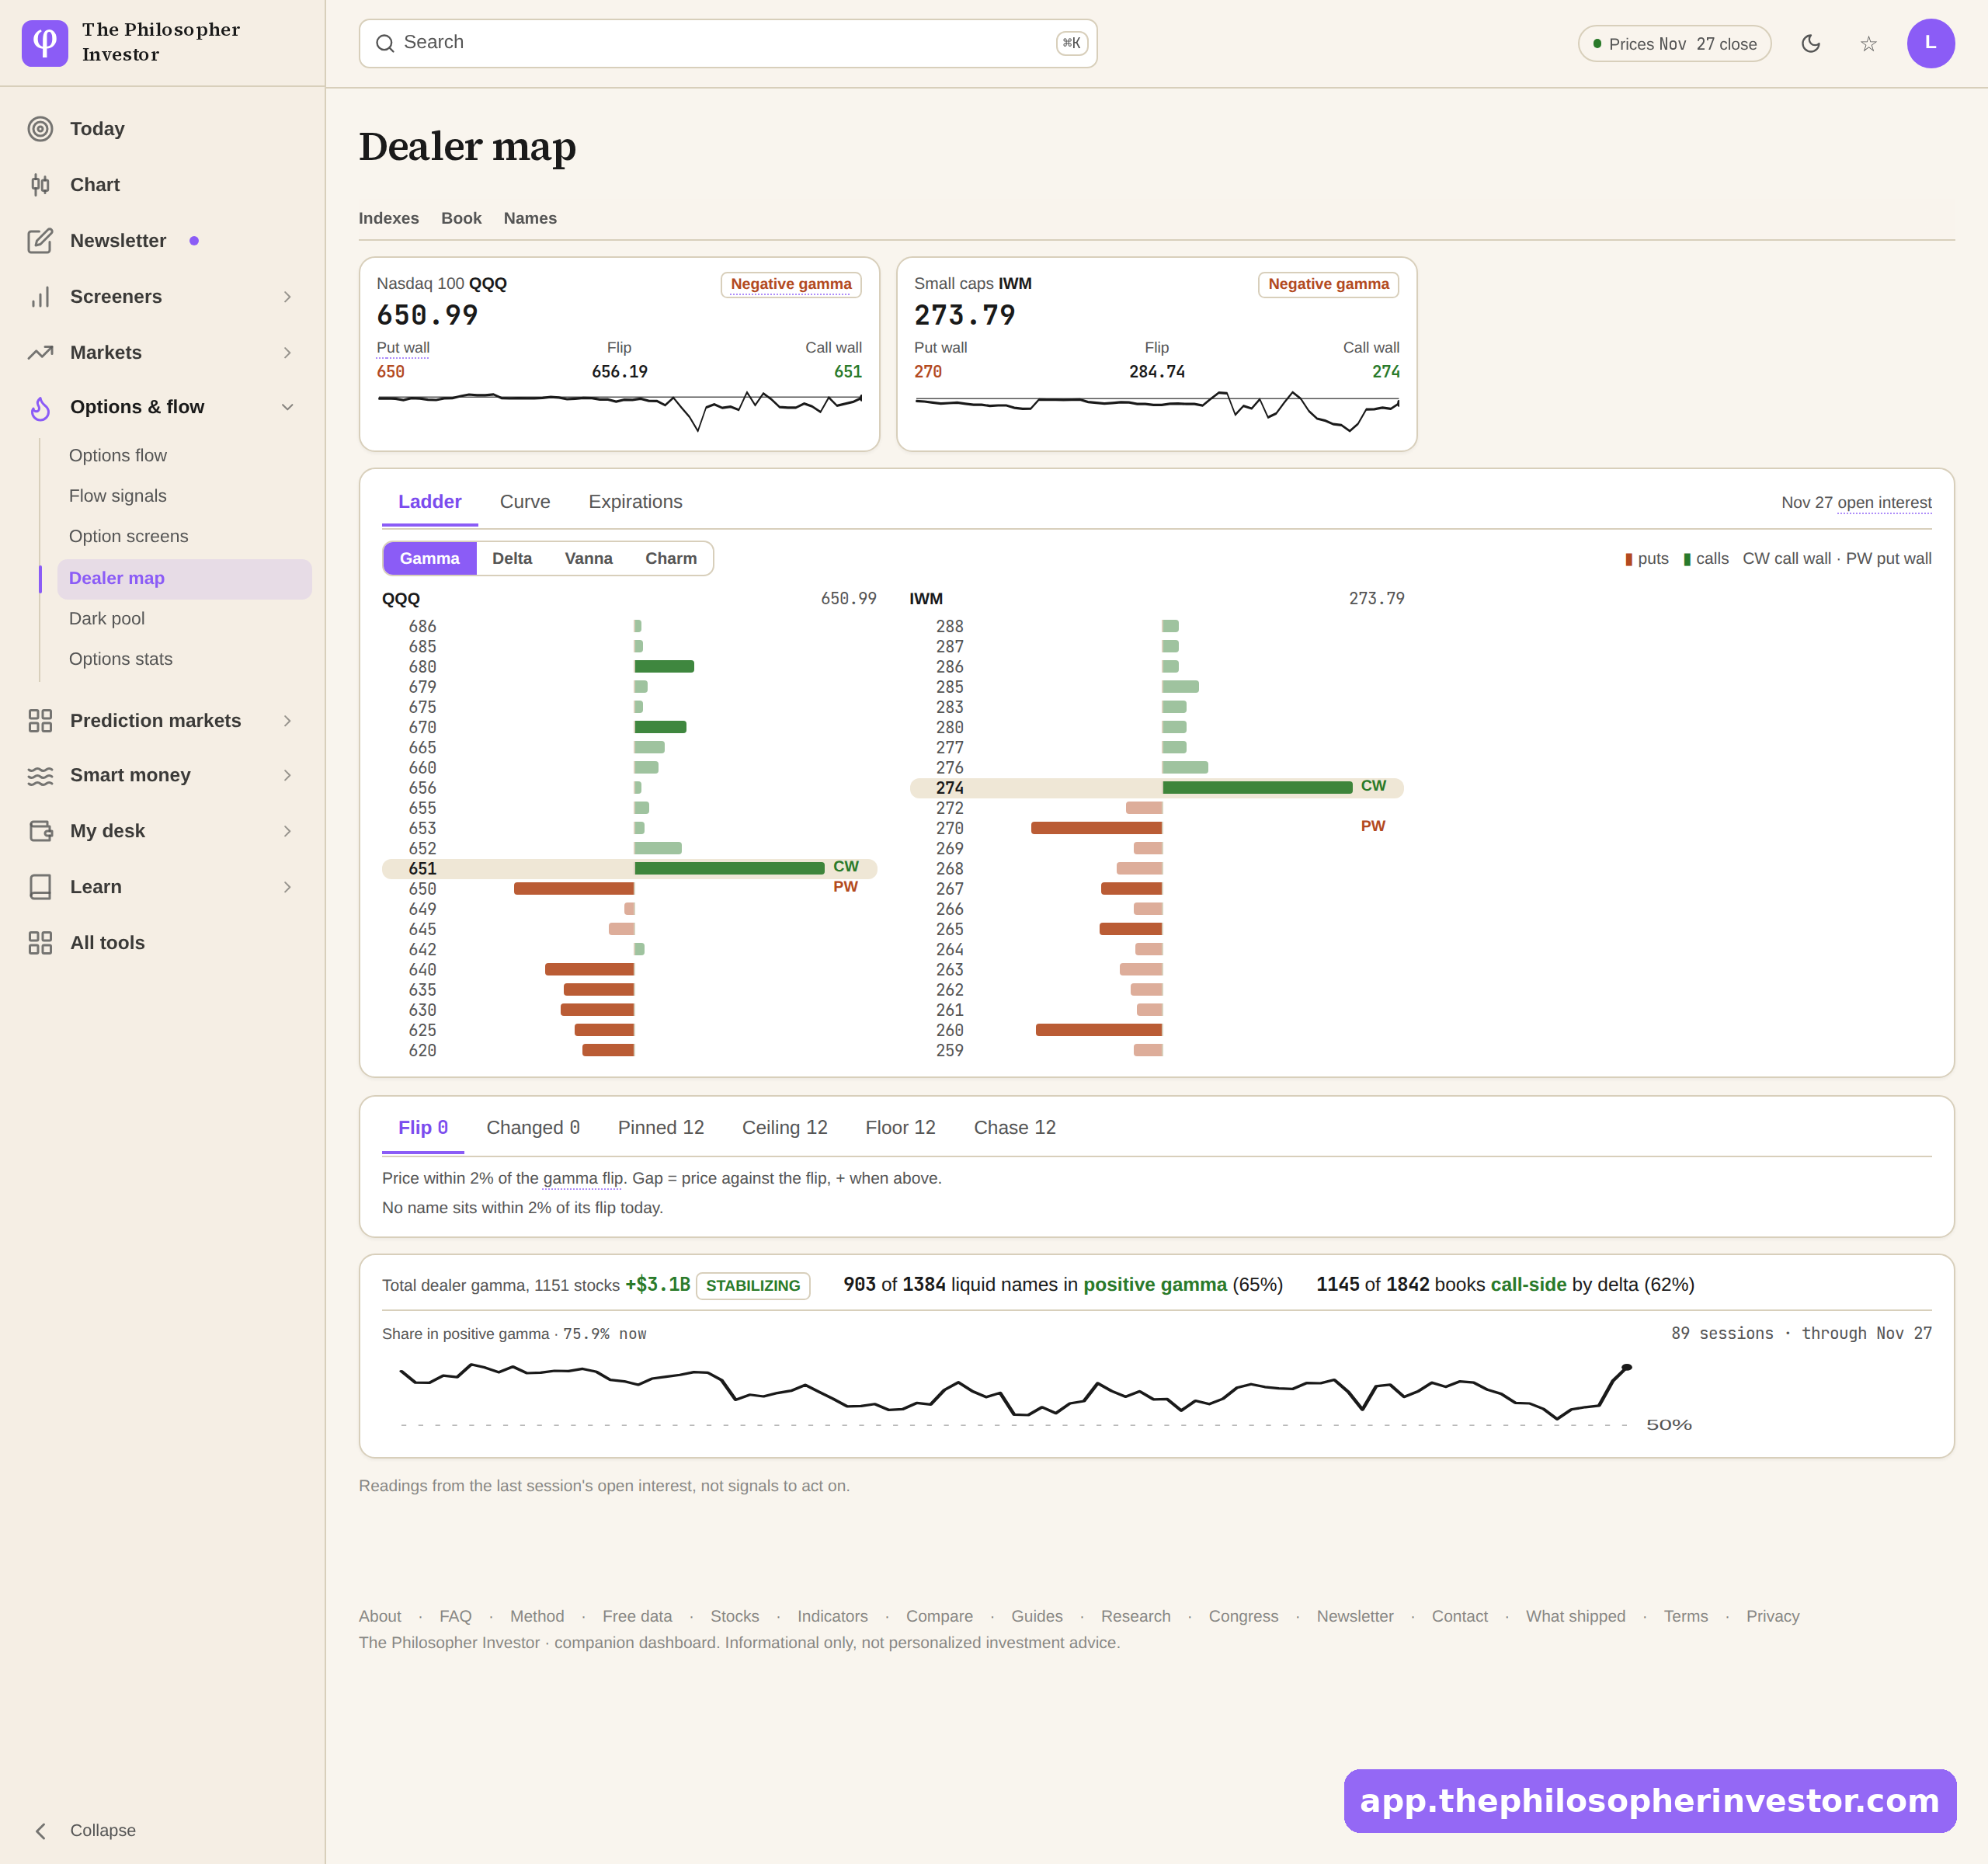 φ The Philosopher
Investor
Search ⌘K
Prices Nov 27 close
☆
L
Today
Chart
Newsletter
Screeners
Markets
Options & flow
Options flow
Flow signals
Option screens
Dealer map
Dark pool
Options stats
Prediction markets
Smart money
My desk
Learn
All tools
Collapse
Dealer map
Indexes Book Names
Nasdaq 100 QQQ Negative gamma
650.99
Put wall Flip Call wall
650 656.19 651
Small caps IWM Negative gamma
273.79
Put wall Flip Call wall
270 284.74 274
Ladder Curve Expirations Nov 27 open interest
Gamma Delta Vanna Charm puts calls CW call wall · PW put wall
QQQ 650.99
686
685
680
679
675
670
665
660
656
655
653
652
651 CW
650 PW
649
645
642
640
635
630
625
620
IWM 273.79
288
287
286
285
283
280
277
276
274 CW
272
270 PW
269
268
267
266
265
264
263
262
261
260
259
Flip 0 Changed 0 Pinned 12 Ceiling 12 Floor 12 Chase 12
Price within 2% of the gamma flip. Gap = price against the flip, + when above.
No name sits within 2% of its flip today.
Total dealer gamma, 1151 stocks +$3.1B STABILIZING 903 of 1384 liquid names in positive gamma (65%) 1145 of 1842 books call-side by delta (62%)
Share in positive gamma · 75.9% now 89 sessions · through Nov 27
50%
Readings from the last session's open interest, not signals to act on.
About · FAQ · Method · Free data · Stocks · Indicators · Compare · Guides · Research · Congress · Newsletter · Contact · What shipped · Terms · Privacy
The Philosopher Investor · companion dashboard. Informational only, not personalized investment advice.
app.thephilosopherinvestor.com